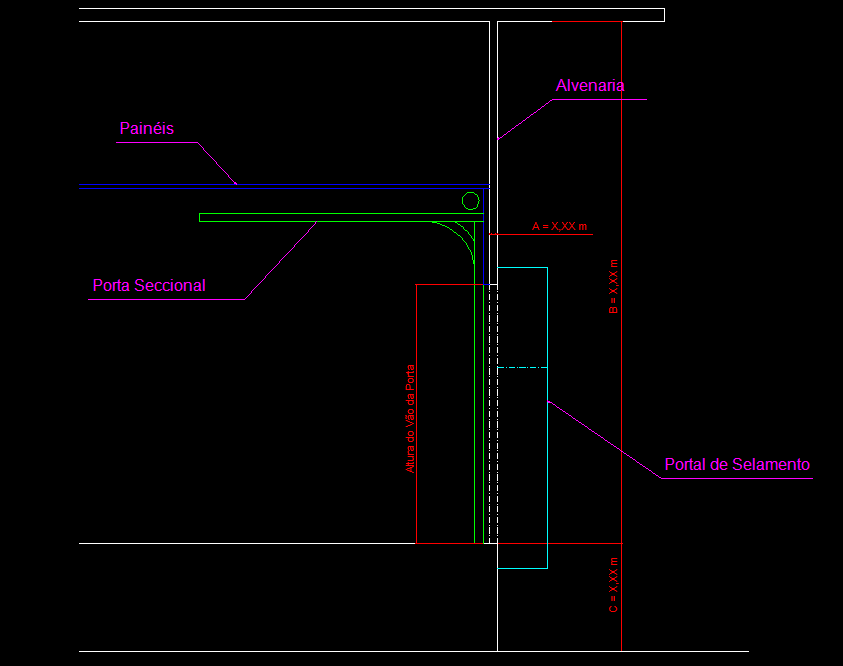 Alvenaria
Painéis
A = X,XX m
B = X,XX m
Porta Seccional
Altura do Vão da Porta
Portal de Selamento
C = X,XX m